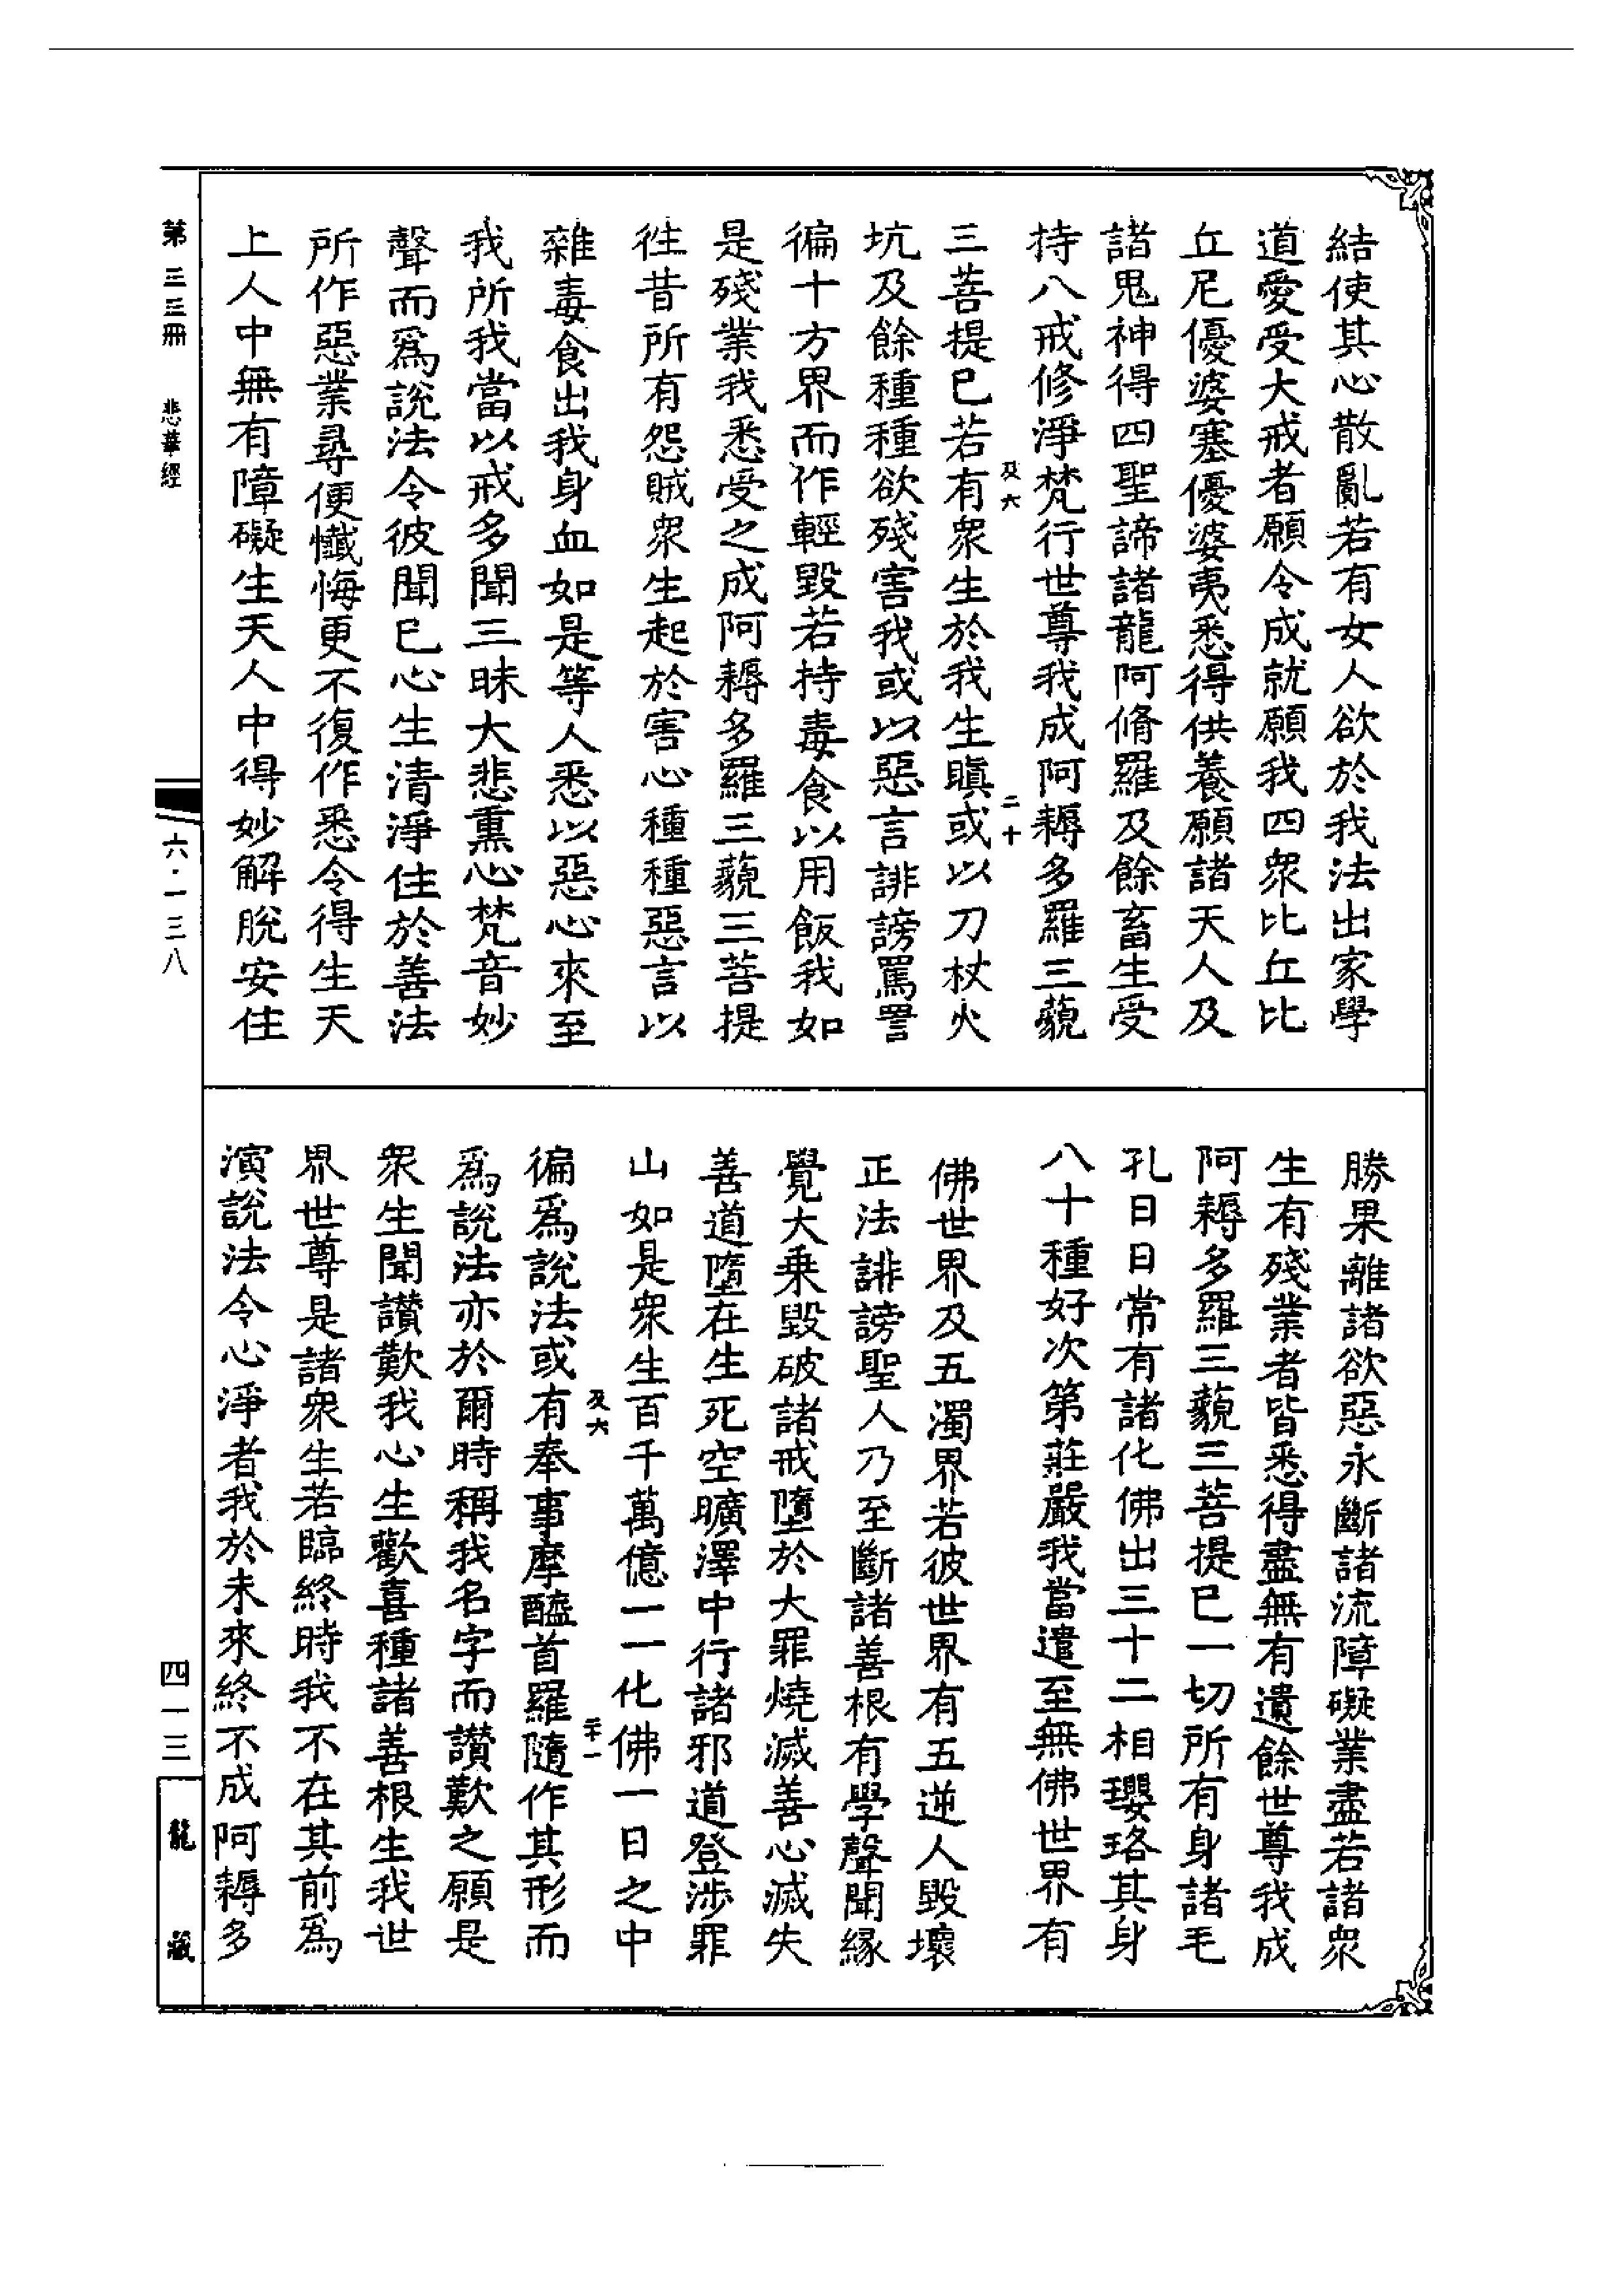 結使其心散亂若有女人欲於我法出家學
道愛受大戒者願令成就願我四眾比丘比
丘尼優婆塞優婆夷悉得供養願諸天人及
諸鬼神得四聖諦諸龍阿脩羅及餘畜生受
持八戒修淨梵行世尊我成阿耨多羅三藐
及六
二十
三菩提已若有眾生於我生瞋或以刀杖火
坑及餘種種欲殘害我或以惡言誹謗罵詈
徧十方界而作輕毀若持毒食以用飯我如
是殘業我悉受之成阿耨多羅三藐三菩提
往昔所有怨賊眾生起於害心種種惡言以
雜毒食出我身血如是等人悉以惡心來至
我所我當以戒多聞三昧大悲熏心梵音妙
聲而爲說法令彼聞已心生清淨住於善法
所作惡業尋便懺悔更不復作悉令得生天
上人中無有障礙生天人中得妙解脫安住
勝果離諸欲惡永斷諸流障礙業盡若諸眾
生有殘業者皆悉得盡無有遺餘世尊我成
阿耨多羅三藐三菩提已一切所有身諸毛
孔日日常有諸化佛出三十二相瓔珞其身
八十種好次第莊嚴我當遣至無佛世界有
佛世界及五濁界若彼世界有五逆人毀壞
正法誹謗聖人乃至斷諸善根有學聲聞緣
覺大乘毀破諸戒墮於大罪燒滅善心滅失
善道墮在生死空曠澤中行諸邪道登涉罪
山如是眾生百千萬億一一化佛一日之中
及六
二十一
徧爲說法或有奉事摩醯首羅隨作其形而
爲說法亦於爾時稱我名字而讚歎之願是
眾生聞讚歎我心生歡喜種諸善根生我世
界世尊是諸眾生若臨終時我不在其前爲
演說法令心淨者我於未來終不成阿耨多
第三三冊 悲華經
六·一三八
四一三
龍藏